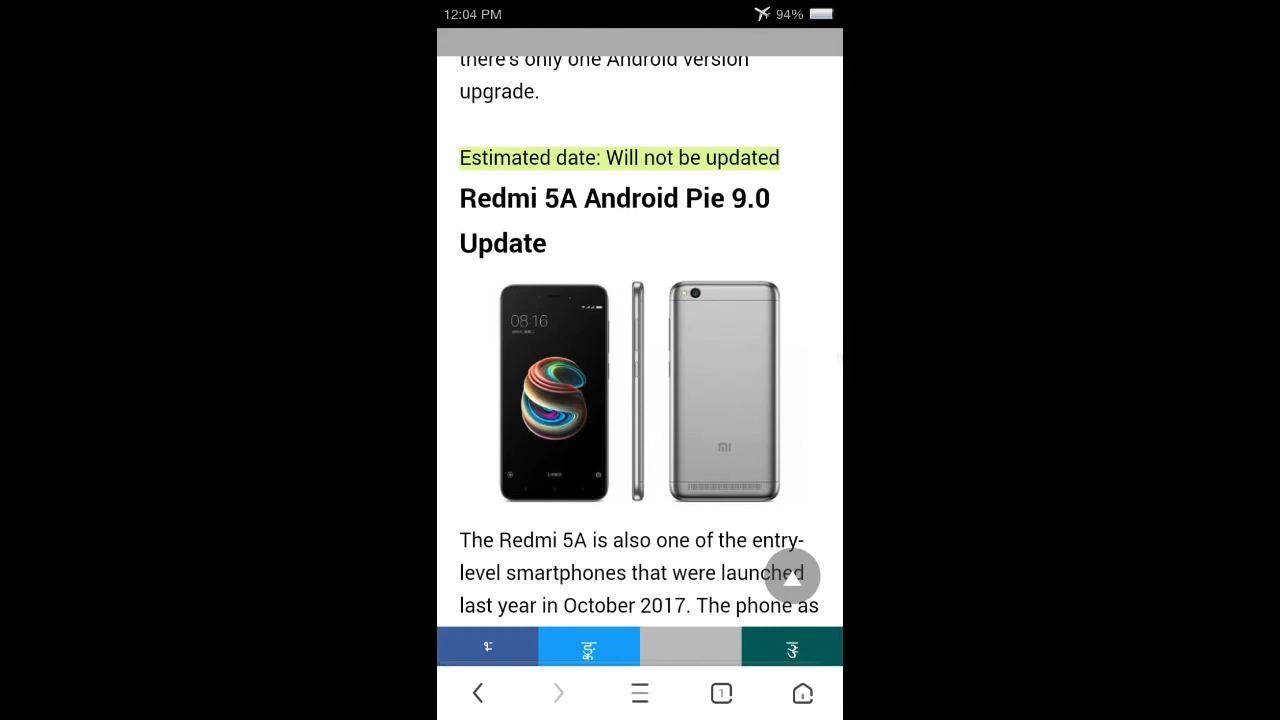 12:04 PM
94%
there's only one Android version
upgrade.
Estimated date: Will not be updated
Redmi 5A Android Pie 9.0
Update
08:16
The Redmi 5A is also one of the entry-
level smartphones that were launched
last year in October 2017. The phone as
1